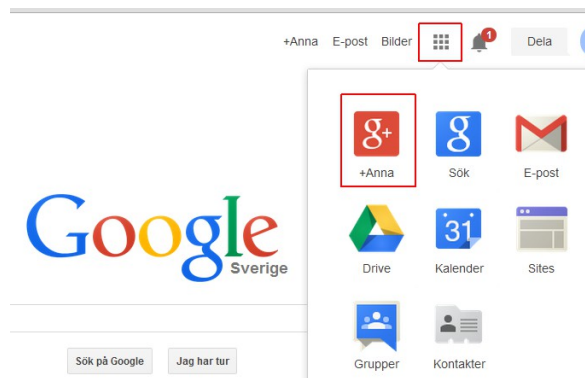 +Anna E-post Bilder 1 Dela
g+ g
+Anna Sök E-post
31
Drive Kalender Sites
Google
Sverige
Grupper Kontakter
Sök på Google Jag har tur